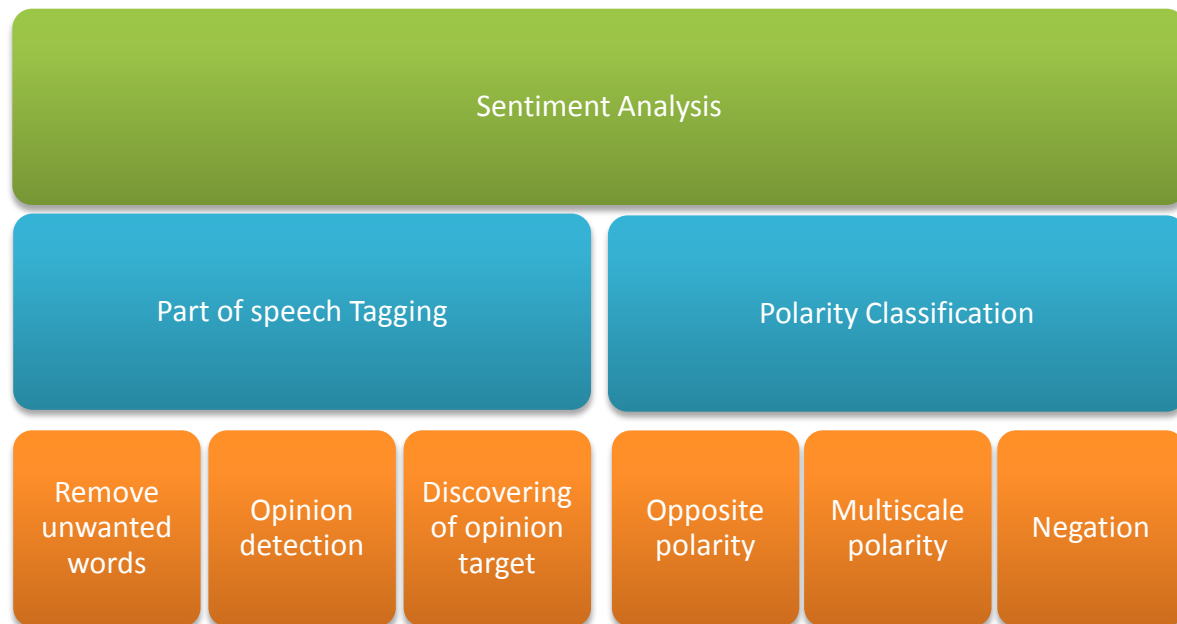 Sentiment Analysis
Part of speech Tagging
Polarity Classification
Remove
unwanted
words
Opinion
detection
Discovering
of opinion
target
Opposite
polarity
Multiscale
polarity
Negation